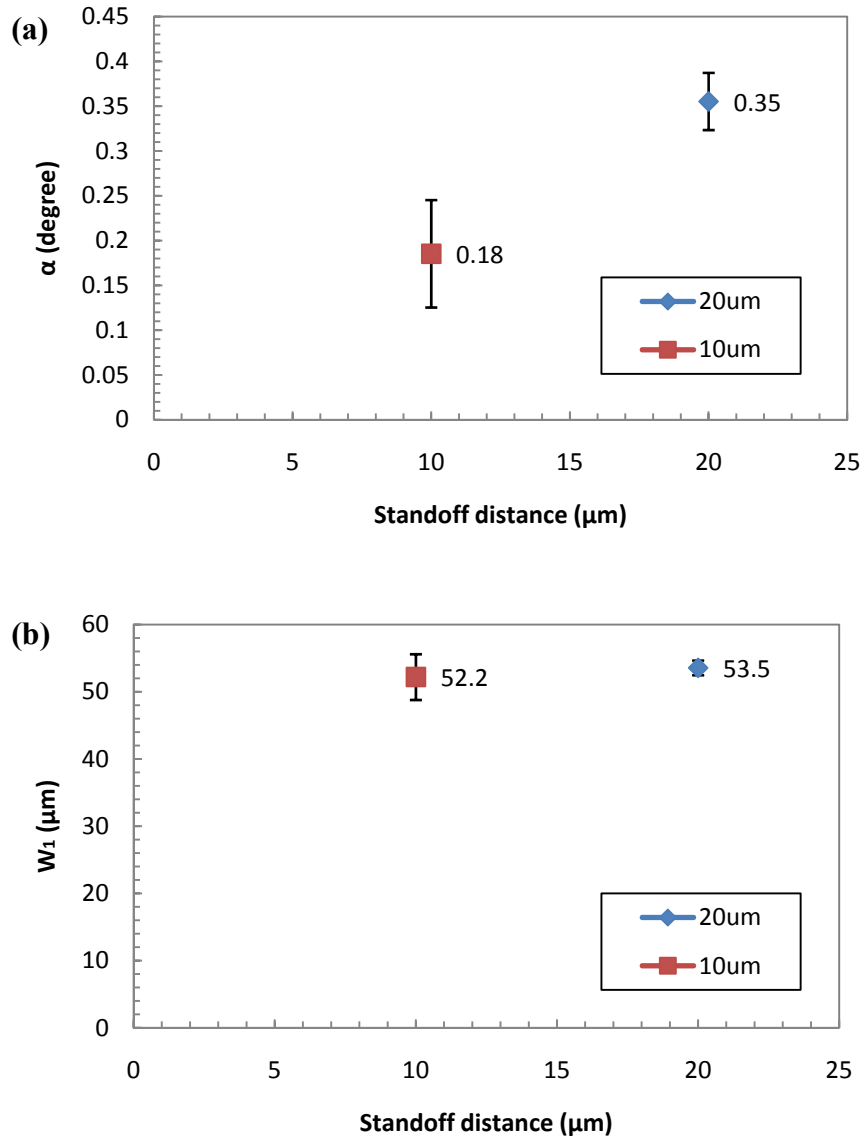 (a)
0.45
0.4
0.35
0.3
0.25
0.2
0.15
0.1
0.05
0
α (degree)
0.35
0.18
20um
10um
0 5 10 15 20 25
Standoff distance (µm)
(b)
60
50
40
30
20
10
0
W₁ (µm)
52.2
53.5
20um
10um
0 5 10 15 20 25
Standoff distance (µm)